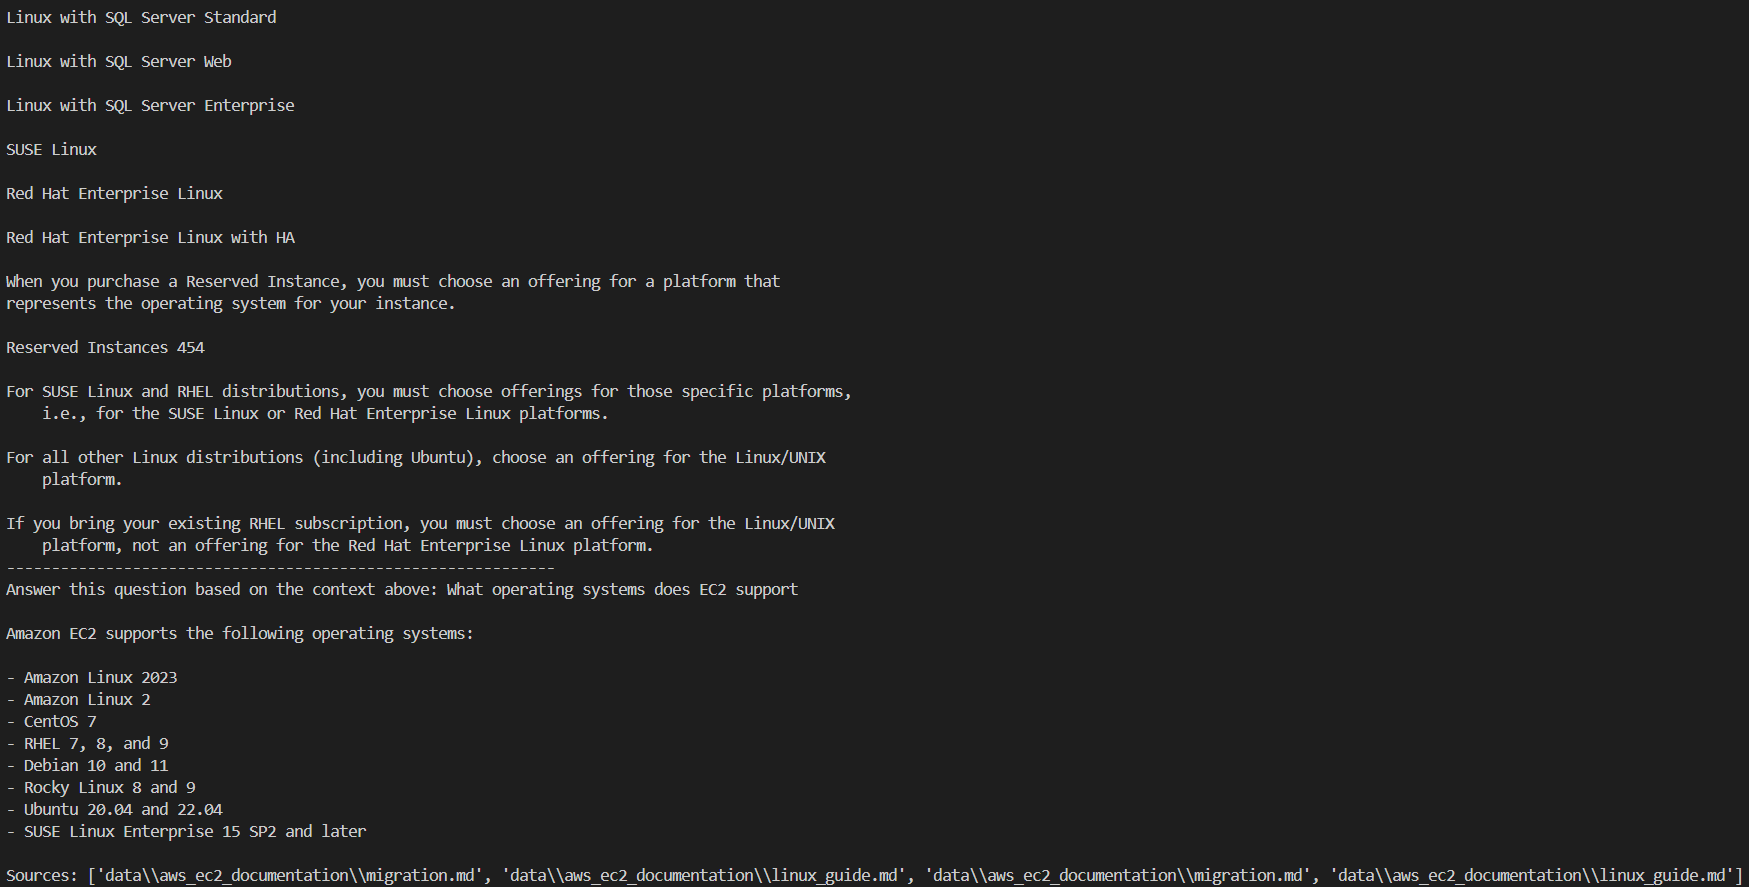 Linux with SQL Server Standard
Linux with SQL Server Web
Linux with SQL Server Enterprise
SUSE Linux
Red Hat Enterprise Linux
Red Hat Enterprise Linux with HA
When you purchase a Reserved Instance, you must choose an offering for a platform that
represents the operating system for your instance.
Reserved Instances 454
For SUSE Linux and RHEL distributions, you must choose offerings for those specific platforms,
i.e., for the SUSE Linux or Red Hat Enterprise Linux platforms.
For all other Linux distributions (including Ubuntu), choose an offering for the Linux/UNIX
platform.
If you bring your existing RHEL subscription, you must choose an offering for the Linux/UNIX
platform, not an offering for the Red Hat Enterprise Linux platform.
-------------------------------------------------------------
Answer this question based on the context above: What operating systems does EC2 support
Amazon EC2 supports the following operating systems:
- Amazon Linux 2023
- Amazon Linux 2
- CentOS 7
- RHEL 7, 8, and 9
- Debian 10 and 11
- Rocky Linux 8 and 9
- Ubuntu 20.04 and 22.04
- SUSE Linux Enterprise 15 SP2 and later
Sources: ['data\\aws_ec2_documentation\\migration.md', 'data\\aws_ec2_documentation\\linux_guide.md', 'data\\aws_ec2_documentation\\migration.md', 'data\\aws_ec2_documentation\\linux_guide.md']